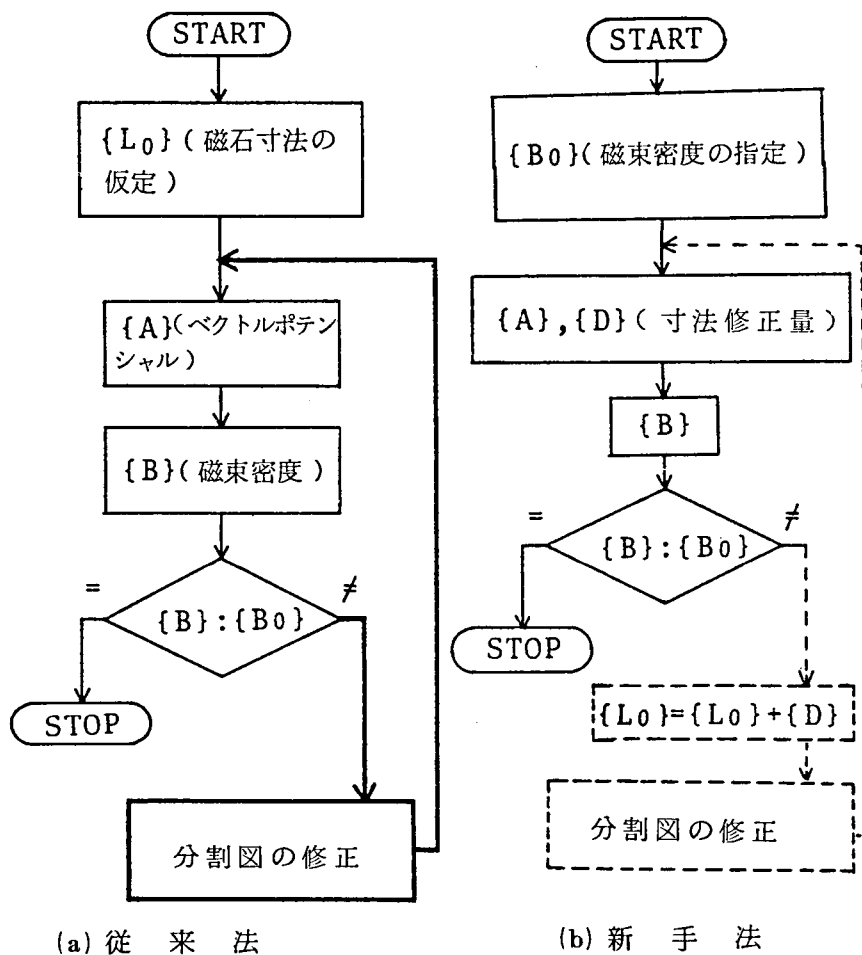 START
{L0}(磁石寸法の
仮定)
{A}(ベクトルポテン
シャル)
{B}(磁束密度)
=
≠
{B}:{B0}
STOP
分割図の修正
(a) 従来法
START
{B0}(磁束密度の指定)
{A},{D}(寸法修正量)
{B}
=
≠
{B}:{B0}
STOP
{L0}={L0}+{D}
分割図の修正
(b) 新手法